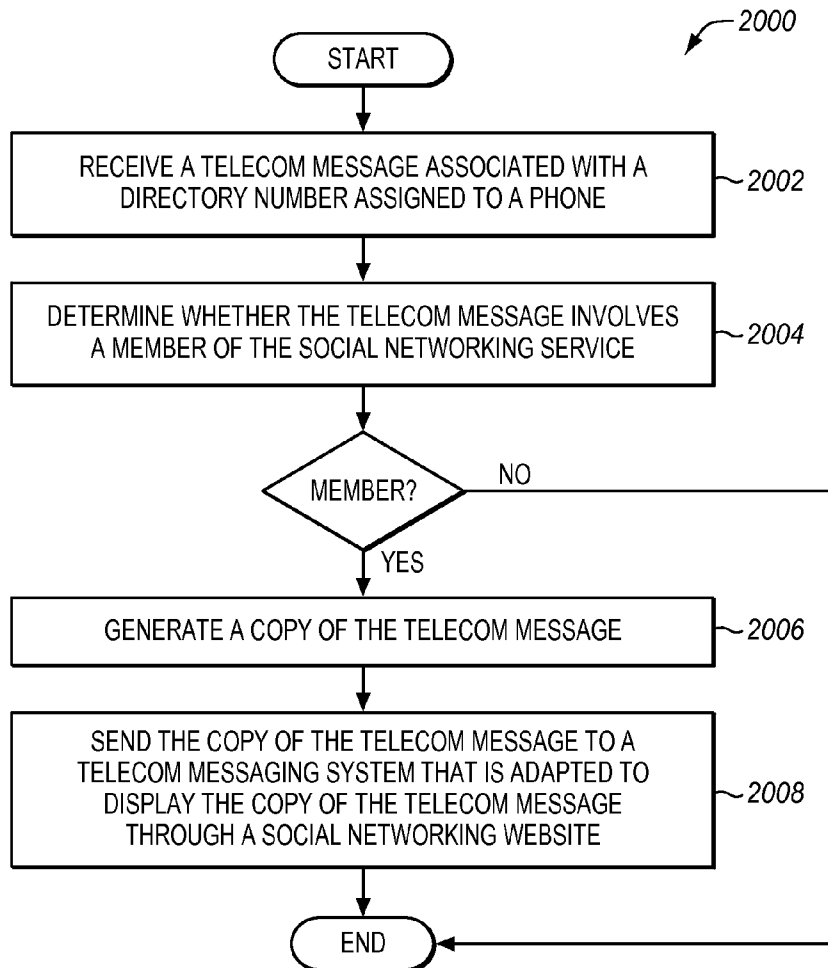 2000
START
RECEIVE A TELECOM MESSAGE ASSOCIATED WITH A
DIRECTORY NUMBER ASSIGNED TO A PHONE
2002
DETERMINE WHETHER THE TELECOM MESSAGE INVOLVES
A MEMBER OF THE SOCIAL NETWORKING SERVICE
2004
MEMBER?
NO
YES
GENERATE A COPY OF THE TELECOM MESSAGE
2006
SEND THE COPY OF THE TELECOM MESSAGE TO A
TELECOM MESSAGING SYSTEM THAT IS ADAPTED TO
DISPLAY THE COPY OF THE TELECOM MESSAGE
THROUGH A SOCIAL NETWORKING WEBSITE
2008
END